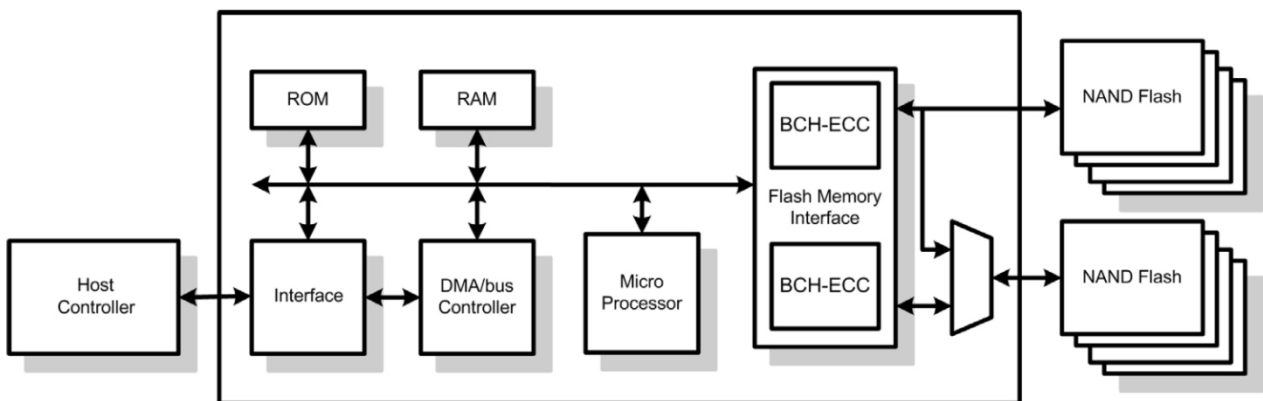 ROM
RAM
BCH-ECC
NAND Flash
Flash Memory
Interface
Host
Controller
Interface
DMA/bus
Controller
Micro
Processor
BCH-ECC
NAND Flash